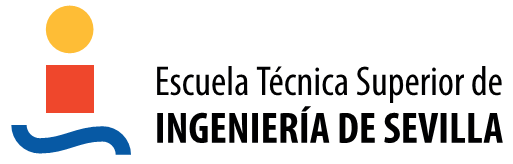 Escuela Técnica Superior de
INGENIERÍA DE SEVILLA